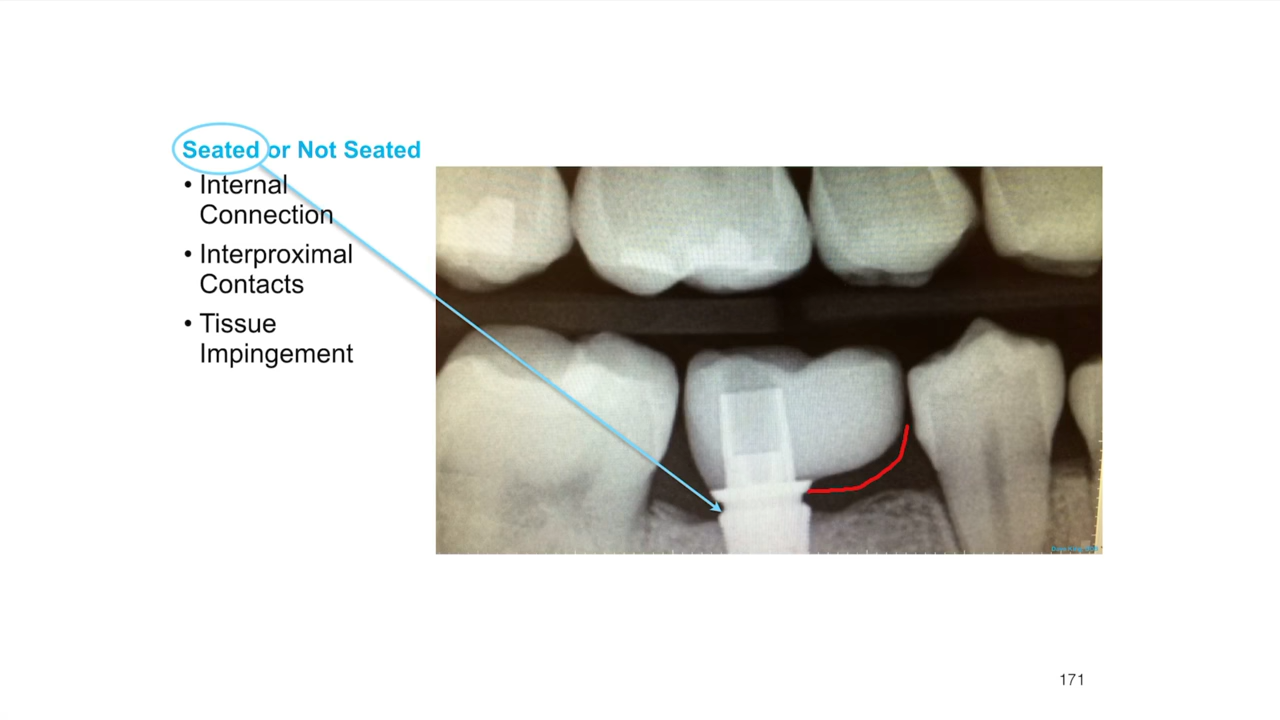 Seated or Not Seated
• Internal
Connection
• Interproximal
Contacts
• Tissue
Impingement
171